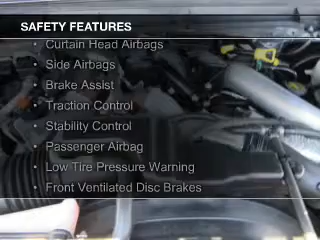 SAFETY FEATURES
• Curtain Head Airbags
• Side Airbags
• Brake Assist
• Traction Control
• Stability Control
• Passenger Airbag
• Low Tire Pressure Warning
• Front Ventilated Disc Brakes